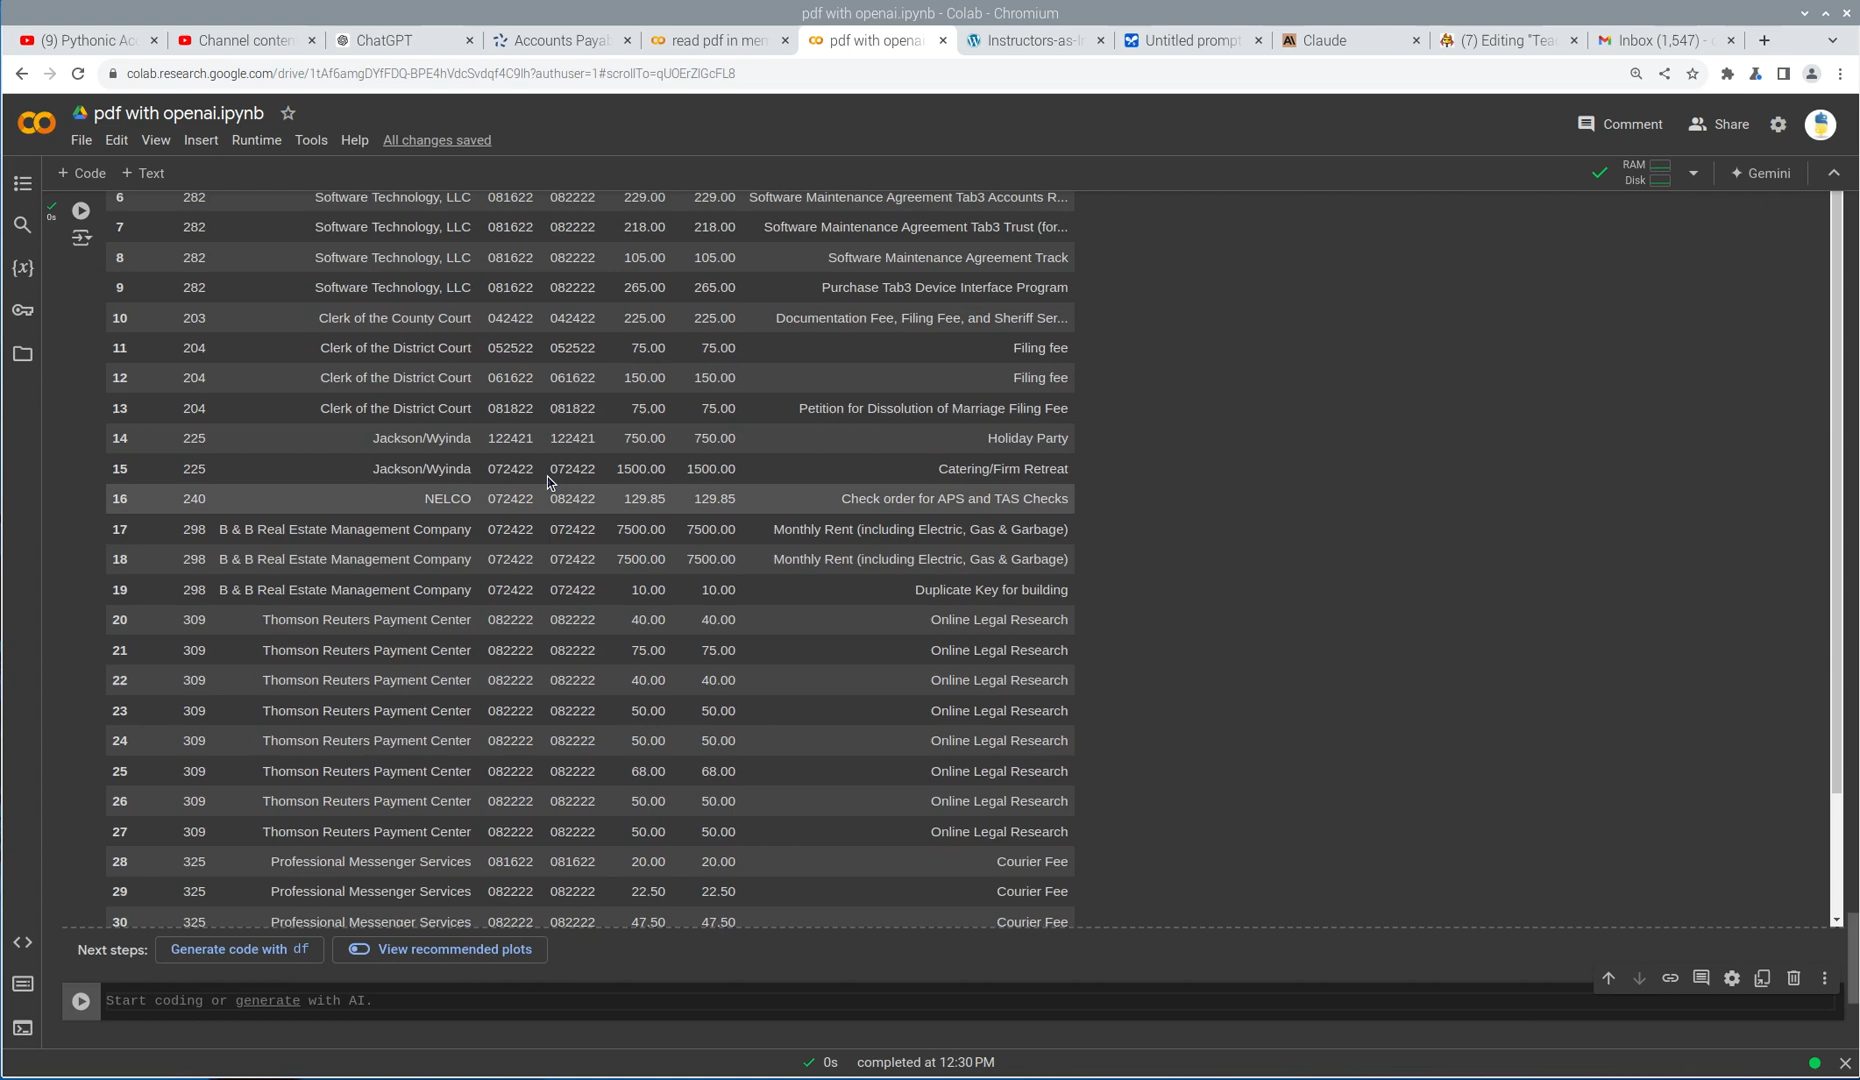 pdf with openai.ipynb - Colab - Chromium
(9) Pythonic Ac
Channel conten
ChatGPT
Accounts Paya
read pdf in mem
pdf with opena
Instructors-as-I
Untitled prompt
Claude
(7) Editing "Tea
Inbox (1,547) -
colab.research.google.com/drive/1tAf6amgDYfFDQ-BPE4hVdcSvdqf4C9lh?authuser=1#scrollTo=qUOErZIGcFL8
pdf with openai.ipynb
File Edit View Insert Runtime Tools Help All changes saved
Comment
Share
+ Code + Text
RAM
Disk
Gemini
0s
6 282 Software Technology, LLC 081622 082222 229.00 229.00 Software Maintenance Agreement Tab3 Accounts R...
7 282 Software Technology, LLC 081622 082222 218.00 218.00 Software Maintenance Agreement Tab3 Trust (for...
8 282 Software Technology, LLC 081622 082222 105.00 105.00 Software Maintenance Agreement Track
9 282 Software Technology, LLC 081622 082222 265.00 265.00 Purchase Tab3 Device Interface Program
10 203 Clerk of the County Court 042422 042422 225.00 225.00 Documentation Fee, Filing Fee, and Sheriff Ser...
11 204 Clerk of the District Court 052522 052522 75.00 75.00 Filing fee
12 204 Clerk of the District Court 061622 061622 150.00 150.00 Filing fee
13 204 Clerk of the District Court 081822 081822 75.00 75.00 Petition for Dissolution of Marriage Filing Fee
14 225 Jackson/Wyinda 122421 122421 750.00 750.00 Holiday Party
15 225 Jackson/Wyinda 072422 072422 1500.00 1500.00 Catering/Firm Retreat
16 240 NELCO 072422 082422 129.85 129.85 Check order for APS and TAS Checks
17 298 B & B Real Estate Management Company 072422 072422 7500.00 7500.00 Monthly Rent (including Electric, Gas & Garbage)
18 298 B & B Real Estate Management Company 072422 072422 7500.00 7500.00 Monthly Rent (including Electric, Gas & Garbage)
19 298 B & B Real Estate Management Company 072422 072422 10.00 10.00 Duplicate Key for building
20 309 Thomson Reuters Payment Center 082222 082222 40.00 40.00 Online Legal Research
21 309 Thomson Reuters Payment Center 082222 082222 75.00 75.00 Online Legal Research
22 309 Thomson Reuters Payment Center 082222 082222 40.00 40.00 Online Legal Research
23 309 Thomson Reuters Payment Center 082222 082222 50.00 50.00 Online Legal Research
24 309 Thomson Reuters Payment Center 082222 082222 50.00 50.00 Online Legal Research
25 309 Thomson Reuters Payment Center 082222 082222 68.00 68.00 Online Legal Research
26 309 Thomson Reuters Payment Center 082222 082222 50.00 50.00 Online Legal Research
27 309 Thomson Reuters Payment Center 082222 082222 50.00 50.00 Online Legal Research
28 325 Professional Messenger Services 081622 081622 20.00 20.00 Courier Fee
29 325 Professional Messenger Services 082222 082222 22.50 22.50 Courier Fee
30 325 Professional Messenger Services 082222 082222 47.50 47.50 Courier Fee
Next steps: Generate code with df View recommended plots
Start coding or generate with AI.
0s completed at 12:30 PM